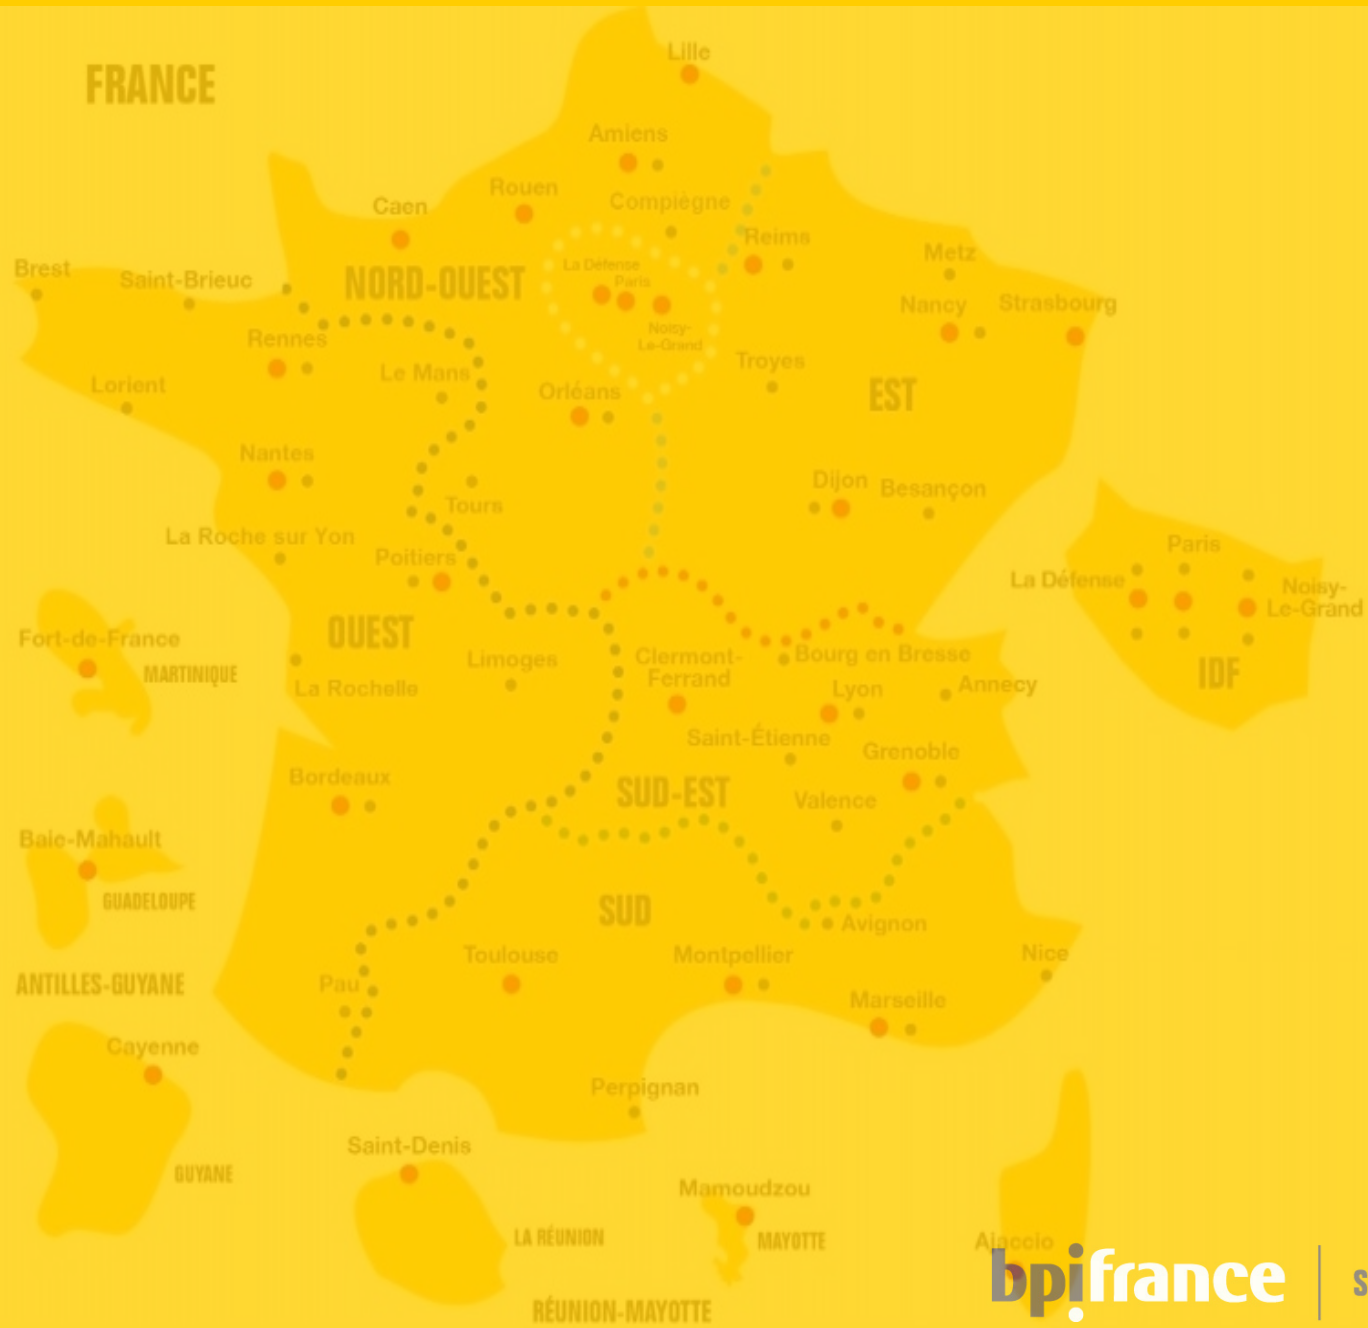 FRANCE
Lille
Amiens
Rouen
Compiègne
Caen
Reims
Metz
Brest
Saint-Brieuc
NORD-OUEST
La Défense
Paris
Nancy
Strasbourg
Noisy-
Le-Grand
Rennes
Troyes
Le Mans
Lorient
Orléans
EST
Nantes
Dijon
Besançon
Tours
La Roche sur Yon
Poitiers
Paris
La Défense
Noisy-
Le-Grand
Fort-de-France
OUEST
Limoges
Clermont-
Ferrand
Bourg en Bresse
MARTINIQUE
La Rochelle
Lyon
Annecy
IDF
Saint-Étienne
Grenoble
Bordeaux
SUD-EST
Valence
Baie-Mahault
GUADELOUPE
SUD
Avignon
Toulouse
Montpellier
Nice
ANTILLES-GUYANE
Pau
Marseille
Cayenne
Perpignan
Saint-Denis
GUYANE
Mamoudzou
LA RÉUNION
MAYOTTE
Ajaccio
RÉUNION-MAYOTTE
bpifrance